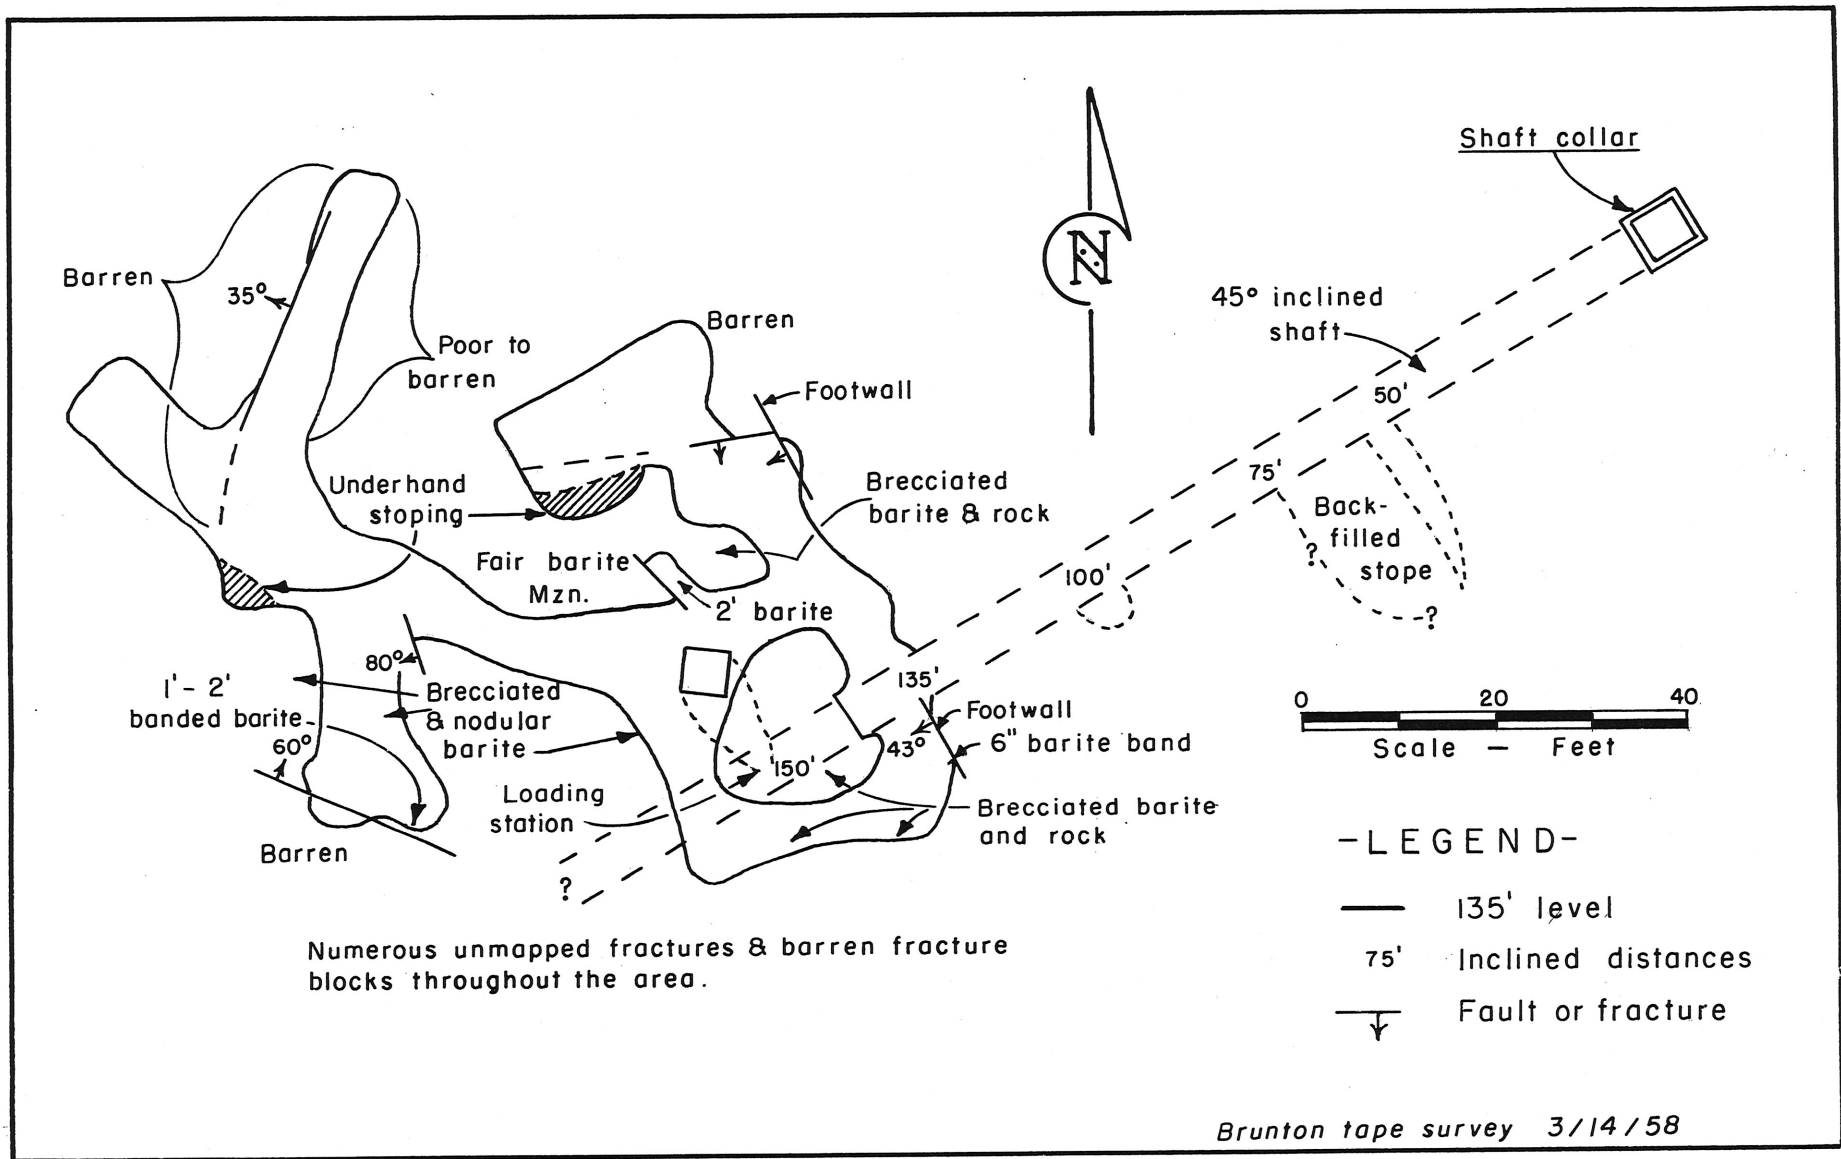 Shaft collar
N
Barren
35°
45° inclined
shaft
Barren
Poor to
barren
Footwall
50'
Underhand
stoping
Brecciated
barite & rock
75'
Back-
filled
stope
?
?
Fair barite
Mzn.
2' barite
100'
80°
135'
1'- 2'
banded barite
Brecciated
& nodular
barite
60°
Footwall
43°
6" barite band
0 20 40
Scale — Feet
150'
Loading
station
Brecciated barite
and rock
Barren
?
-LEGEND-
135' level
75' Inclined distances
Fault or fracture
Numerous unmapped fractures & barren fracture
blocks throughout the area.
Brunton tape survey 3/14/58